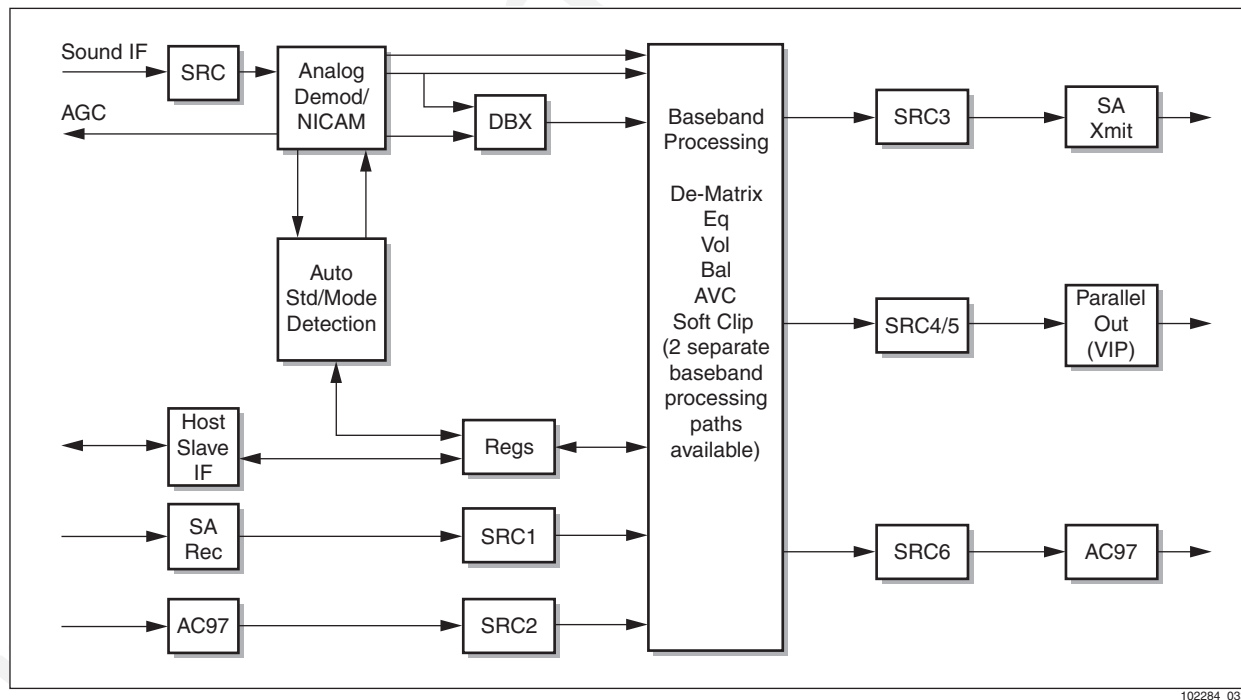 Sound IF
SRC
Analog
Demod/
NICAM
AGC
DBX
Baseband
Processing
De-Matrix
Eq
Vol
Bal
AVC
Soft Clip
(2 separate
baseband
processing
paths
available)
SRC3
SA
Xmit
Auto
Std/Mode
Detection
SRC4/5
Parallel
Out
(VIP)
Host
Slave
IF
Regs
SA
Rec
SRC1
SRC6
AC97
AC97
SRC2
102284_03